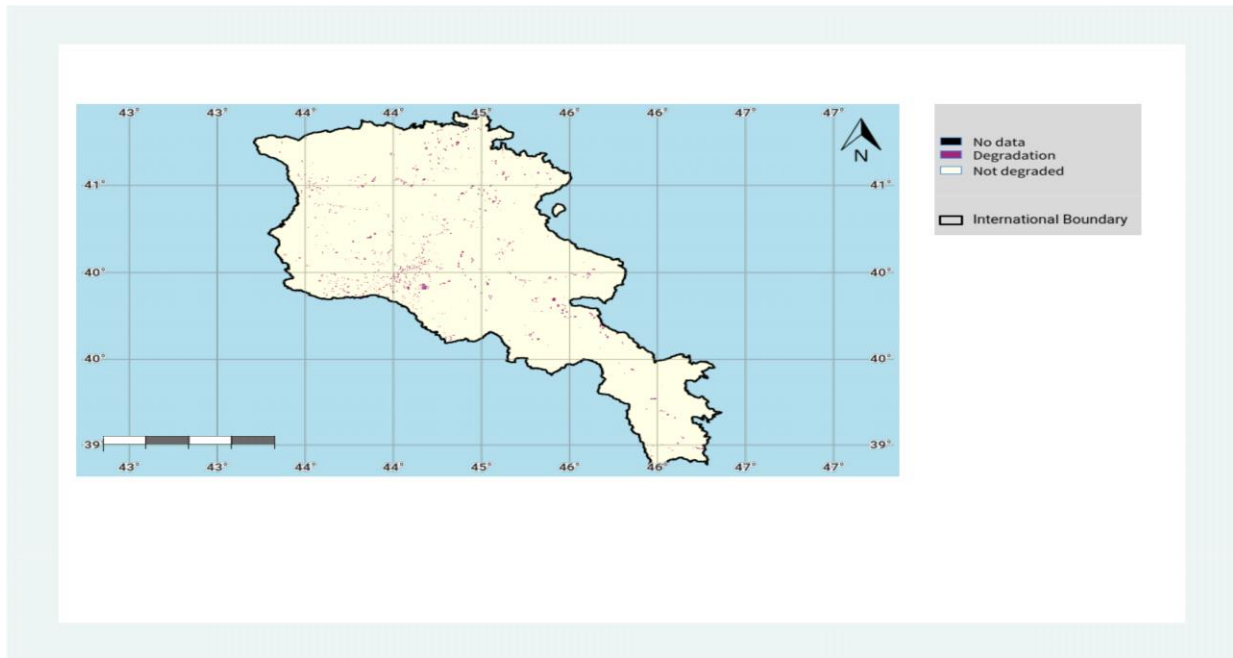 43° 43° 44° 44° 45° 46° 46° 47° 47°
N
41° 41°
40° 40°
40° 40°
39° 39°
43° 43° 44° 44° 45° 46° 46° 47° 47°
No data
Degradation
Not degraded
International Boundary